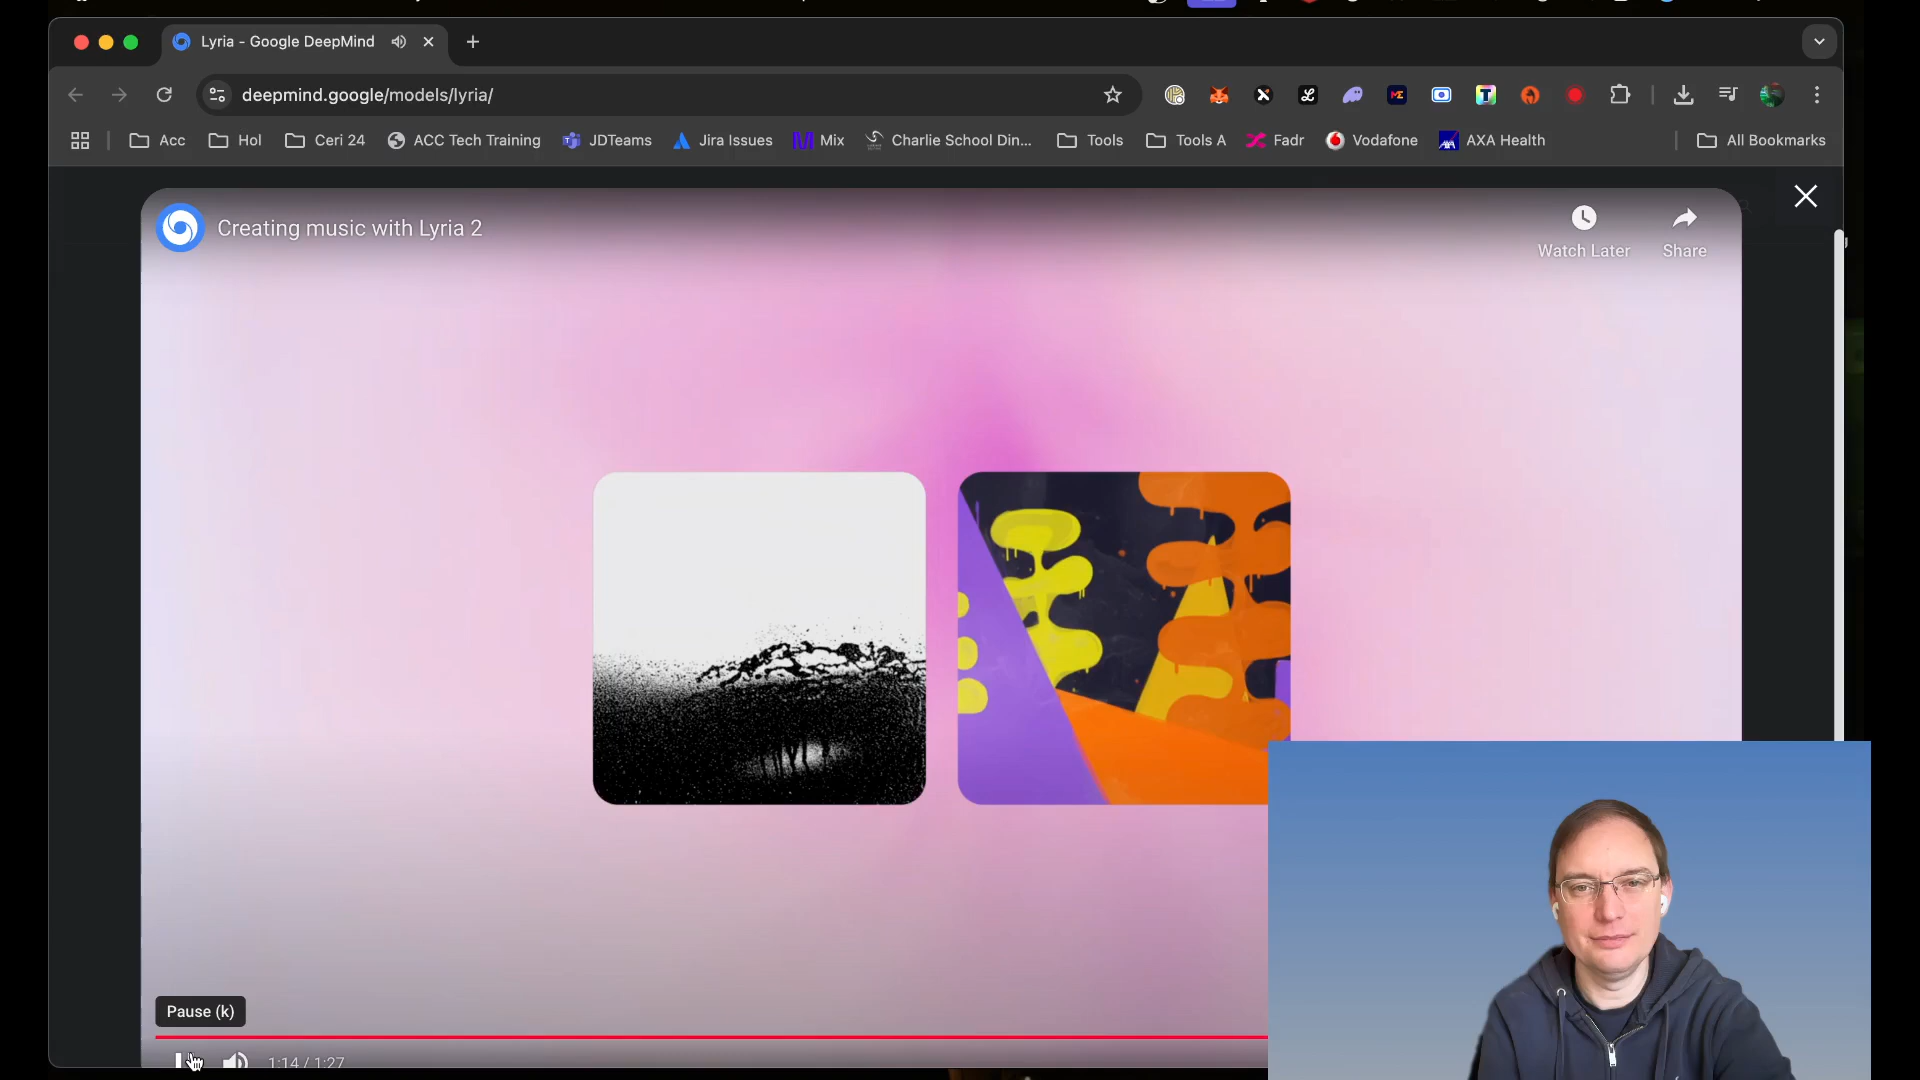 Lyria - Google DeepMind
deepmind.google/models/lyria/
Acc Hol Ceri 24 ACC Tech Training JDTeams Jira Issues Mix Charlie School Din... Tools Tools A Fadr Vodafone AXA Health All Bookmarks
Creating music with Lyria 2
Watch Later Share
Pause (k)
1:14 / 1:27